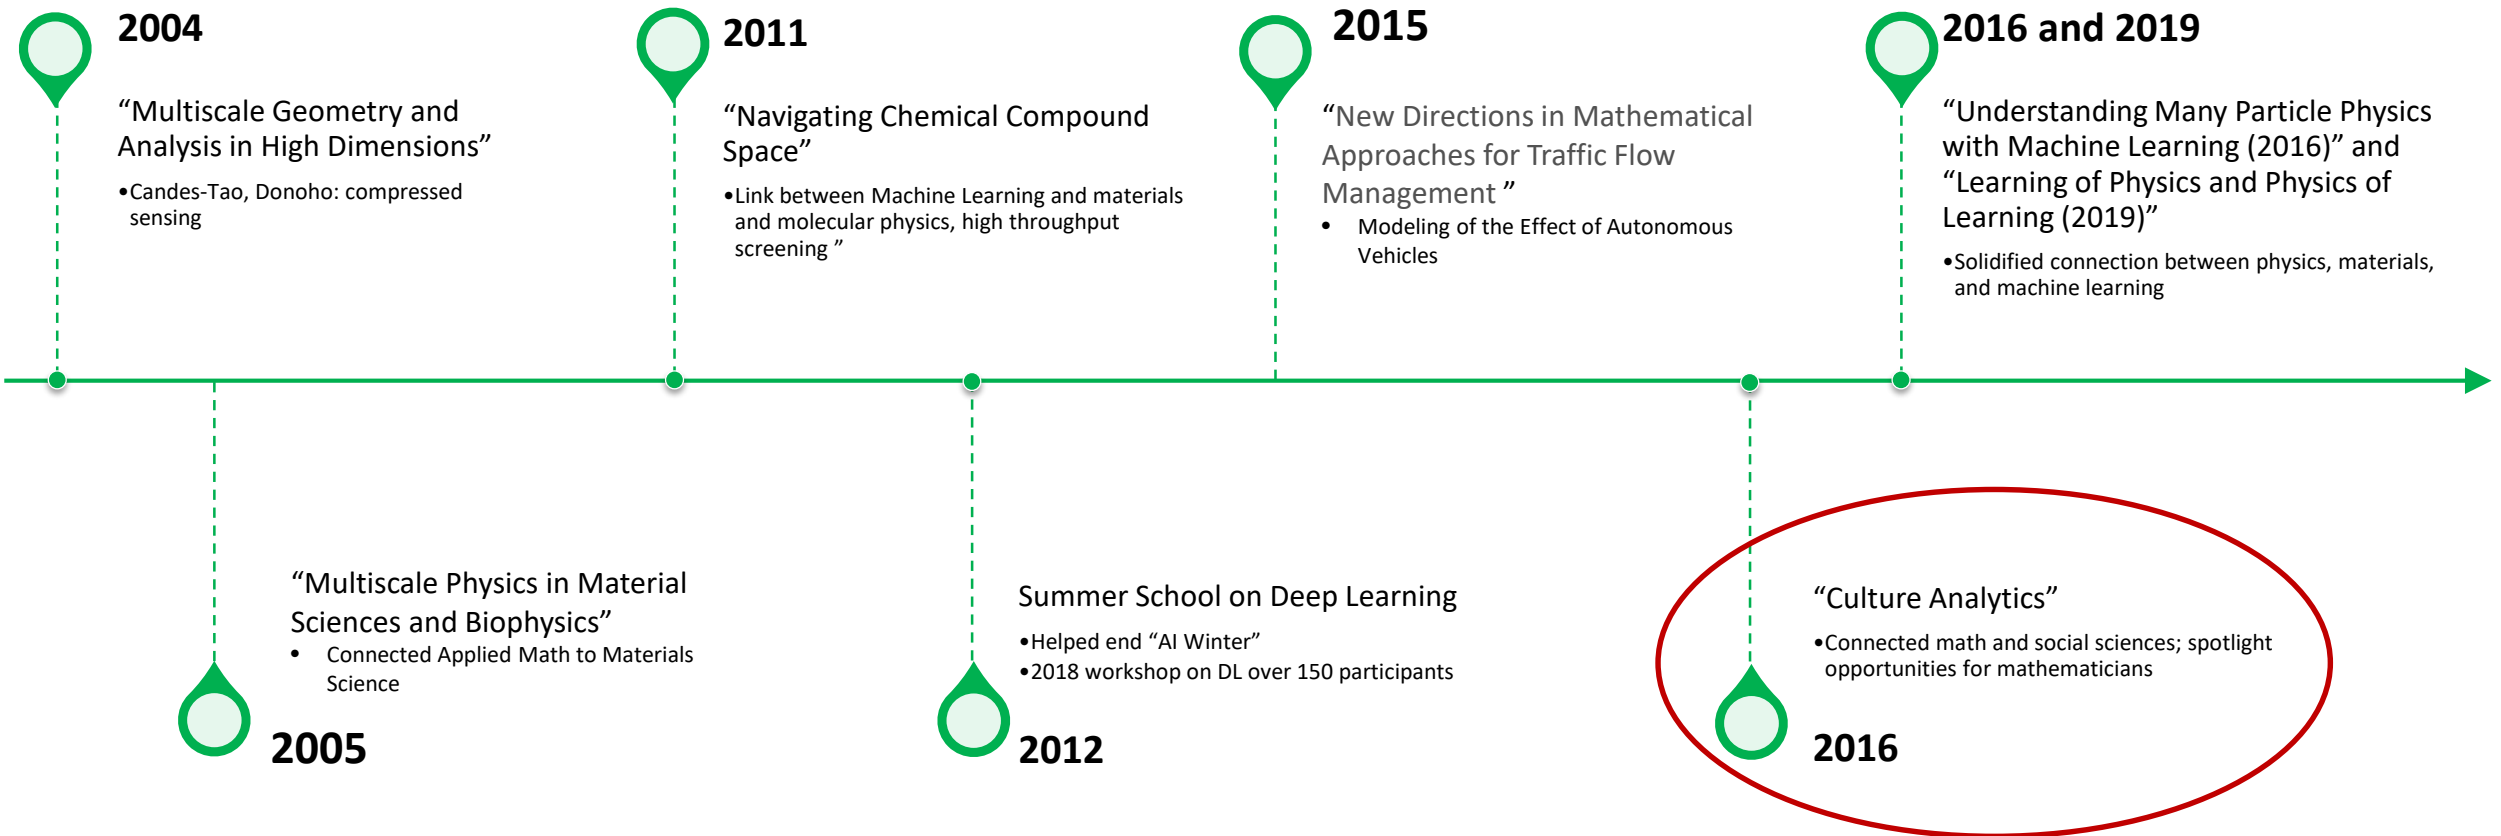 2004
“Multiscale Geometry and
Analysis in High Dimensions”
•Candes-Tao, Donoho: compressed
sensing
2011
“Navigating Chemical Compound
Space”
•Link between Machine Learning and materials
and molecular physics, high throughput
screening ”
2015
“New Directions in Mathematical
Approaches for Traffic Flow
Management ”
• Modeling of the Effect of Autonomous
Vehicles
2016 and 2019
“Understanding Many Particle Physics
with Machine Learning (2016)” and
“Learning of Physics and Physics of
Learning (2019)”
•Solidified connection between physics, materials,
and machine learning
“Multiscale Physics in Material
Sciences and Biophysics”
• Connected Applied Math to Materials
Science
2005
Summer School on Deep Learning
•Helped end “AI Winter”
•2018 workshop on DL over 150 participants
2012
“Culture Analytics”
•Connected math and social sciences; spotlight
opportunities for mathematicians
2016